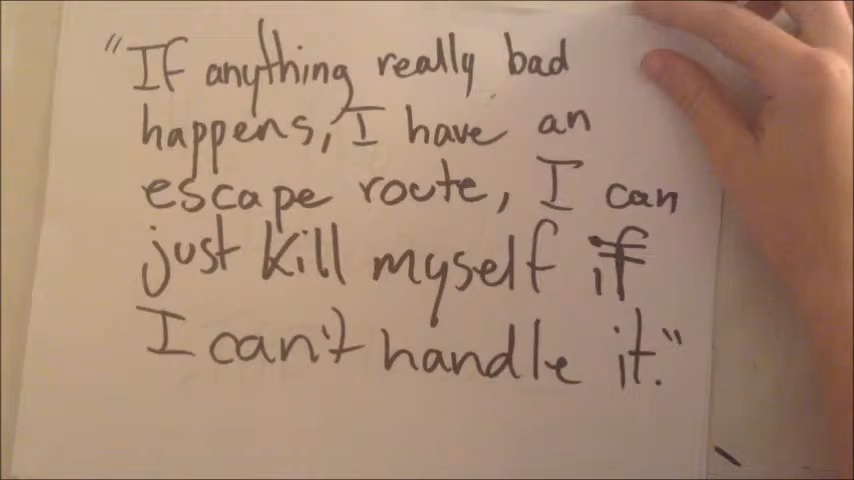 "If anything really bad
happens, I have an
escape route, I can
just kill myself if
I can't handle it."